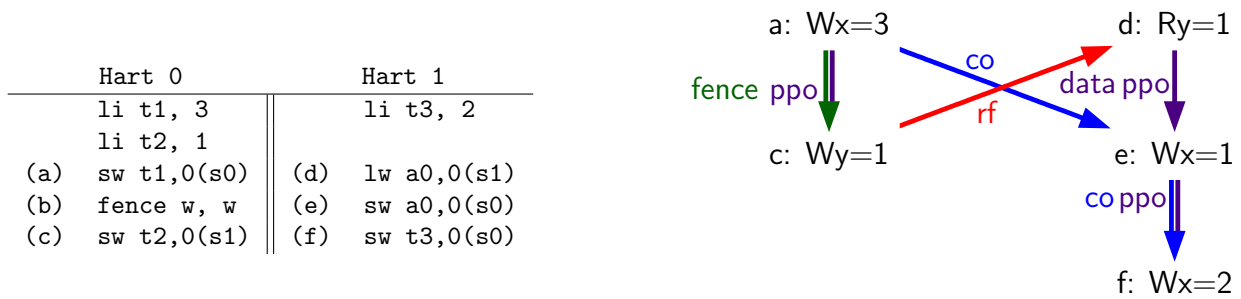 Hart 0 Hart 1
li t1, 3 li t3, 2
li t2, 1
(a) sw t1,0(s0) (d) lw a0,0(s1)
(b) fence w, w (e) sw a0,0(s0)
(c) sw t2,0(s1) (f) sw t3,0(s0)
a: Wx=3 d: Ry=1
co
fence ppo data ppo
rf
c: Wy=1 e: Wx=1
co ppo
f: Wx=2